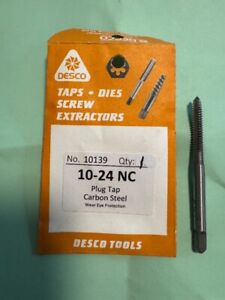 DESCO
TAPS • DIES
SCREW
EXTRACTORS
No. 10139 Qty: 1
10-24 NC
Plug Tap
Carbon Steel
Wear Eye Protection
DESCO TOOLS